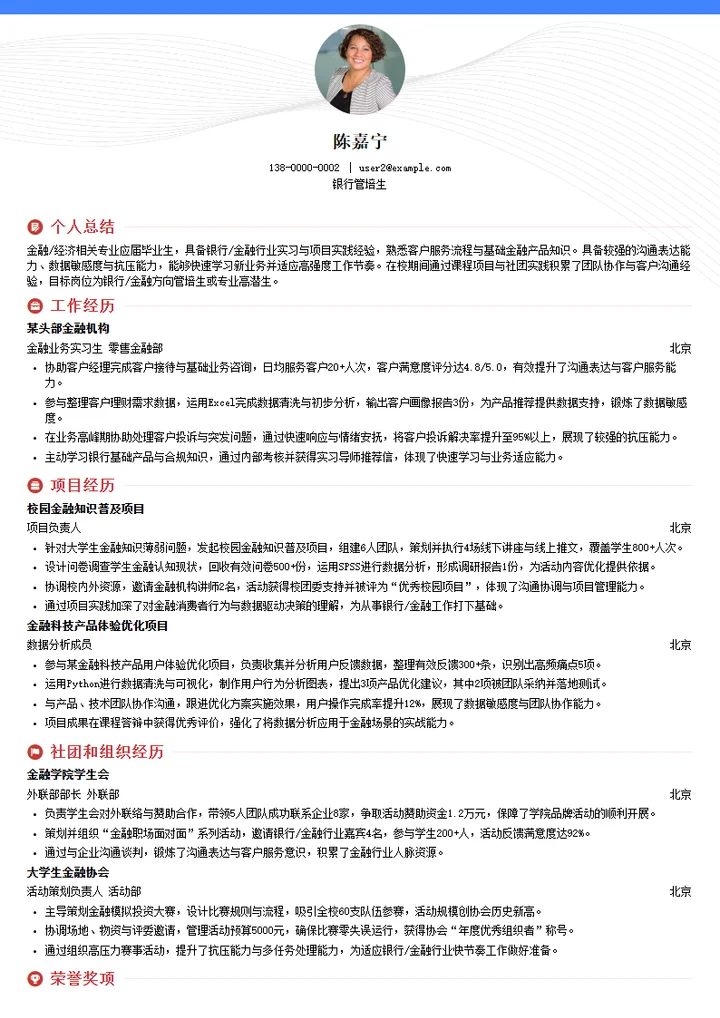 陈嘉宁
138-0000-0002 | user2@example.com
银行管培生
个人总结
金融/经济相关专业应届毕业生，具备银行/金融行业实习与项目实践经验，熟悉客户服务流程与基础金融产品知识。具备较强的沟通表达能
力、数据敏感度与抗压能力，能够快速学习新业务并适应高强度工作节奏。在校期间通过课程项目与社团实践积累了团队协作与客户沟通经
验，目标岗位为银行/金融方向管培生或专业高潜生。
工作经历
某头部金融机构
金融业务实习生 零售金融部 北京
• 协助客户经理完成客户接待与基础业务咨询，日均服务客户20+人次，客户满意度评分达4.8/5.0，有效提升了沟通表达与客户服务能
力。
• 参与整理客户理财需求数据，运用Excel完成数据清洗与初步分析，输出客户画像报告3份，为产品推荐提供数据支持，锻炼了数据敏感
度。
• 在业务高峰期协助处理客户投诉与突发问题，通过快速响应与情绪安抚，将客户投诉解决率提升至95%以上，展现了较强的抗压能力。
• 主动学习银行基础产品与合规知识，通过内部考核并获得实习导师推荐信，体现了快速学习与业务适应能力。
项目经历
校园金融知识普及项目
项目负责人 北京
• 针对大学生金融知识薄弱问题，发起校园金融知识普及项目，组建6人团队，策划并执行4场线下讲座与线上推文，覆盖学生800+人次。
• 设计问卷调查学生金融认知现状，回收有效问卷500+份，运用SPSS进行数据分析，形成调研报告1份，为活动内容优化提供依据。
• 协调校内外资源，邀请金融机构讲师2名，活动获得校团委支持并被评为“优秀校园项目”，体现了沟通协调与项目管理能力。
• 通过项目实践加深了对金融消费者行为与数据驱动决策的理解，为从事银行/金融工作打下基础。
金融科技产品体验优化项目
数据分析成员 北京
• 参与某金融科技产品用户体验优化项目，负责收集并分析用户反馈数据，整理有效反馈300+条，识别出高频痛点5项。
• 运用Python进行数据清洗与可视化，制作用户行为分析图表，提出3项产品优化建议，其中2项被团队采纳并落地测试。
• 与产品、技术团队协作沟通，跟进优化方案实施效果，用户操作完成率提升12%，展现了数据敏感度与团队协作能力。
• 项目成果在课程答辩中获得优秀评价，强化了将数据分析应用于金融场景的实战能力。
社团和组织经历
金融学院学生会
外联部部长 外联部 北京
• 负责学生会对外联络与赞助合作，带领5人团队成功联系企业8家，争取活动赞助资金1.2万元，保障了学院品牌活动的顺利开展。
• 策划并组织“金融职场面对面”系列活动，邀请银行/金融行业嘉宾4名，参与学生200+人，活动反馈满意度达92%。
• 通过与企业沟通谈判，锻炼了沟通表达与客户服务意识，积累了金融行业人脉资源。
大学生金融协会
活动策划负责人 活动部 北京
• 主导策划金融模拟投资大赛，设计比赛规则与流程，吸引全校60支队伍参赛，活动规模创协会历史新高。
• 协调场地、物资与评委邀请，管理活动预算5000元，确保比赛零失误运行，获得协会“年度优秀组织者”称号。
• 通过组织高压力赛事活动，提升了抗压能力与多任务处理能力，为适应银行/金融行业快节奏工作做好准备。
荣誉奖项